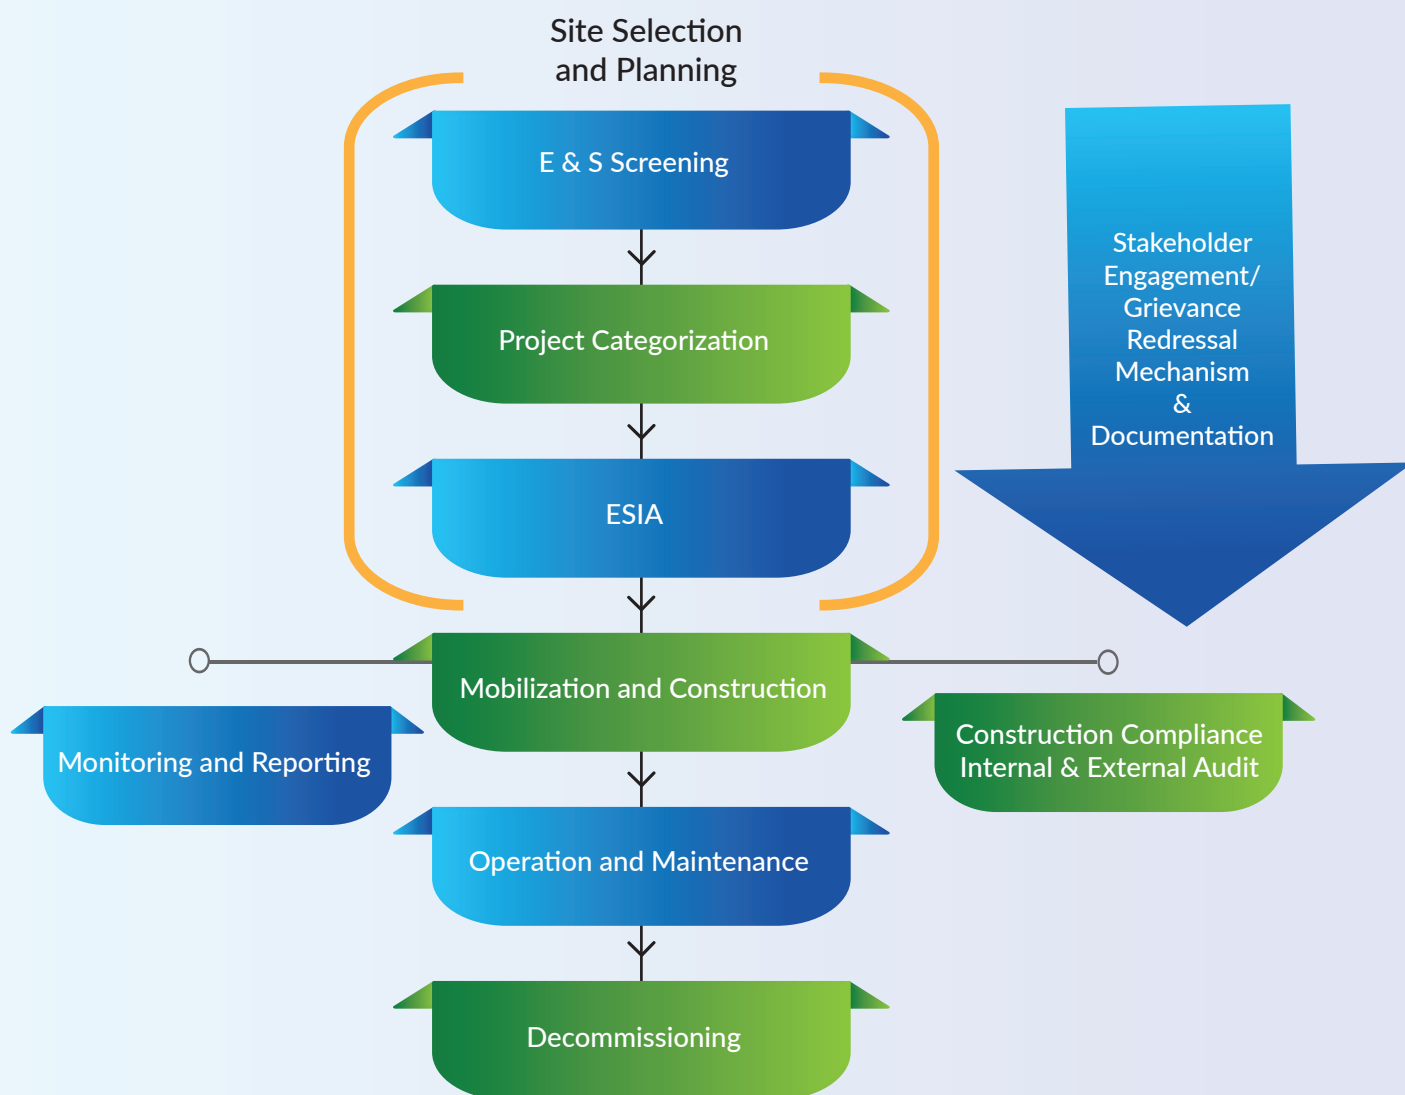 Site Selection
and Planning
E & S Screening
Project Categorization
ESIA
Stakeholder
Engagement/
Grievance
Redressal
Mechanism
&
Documentation
Mobilization and Construction
Monitoring and Reporting
Construction Compliance
Internal & External Audit
Operation and Maintenance
Decommissioning